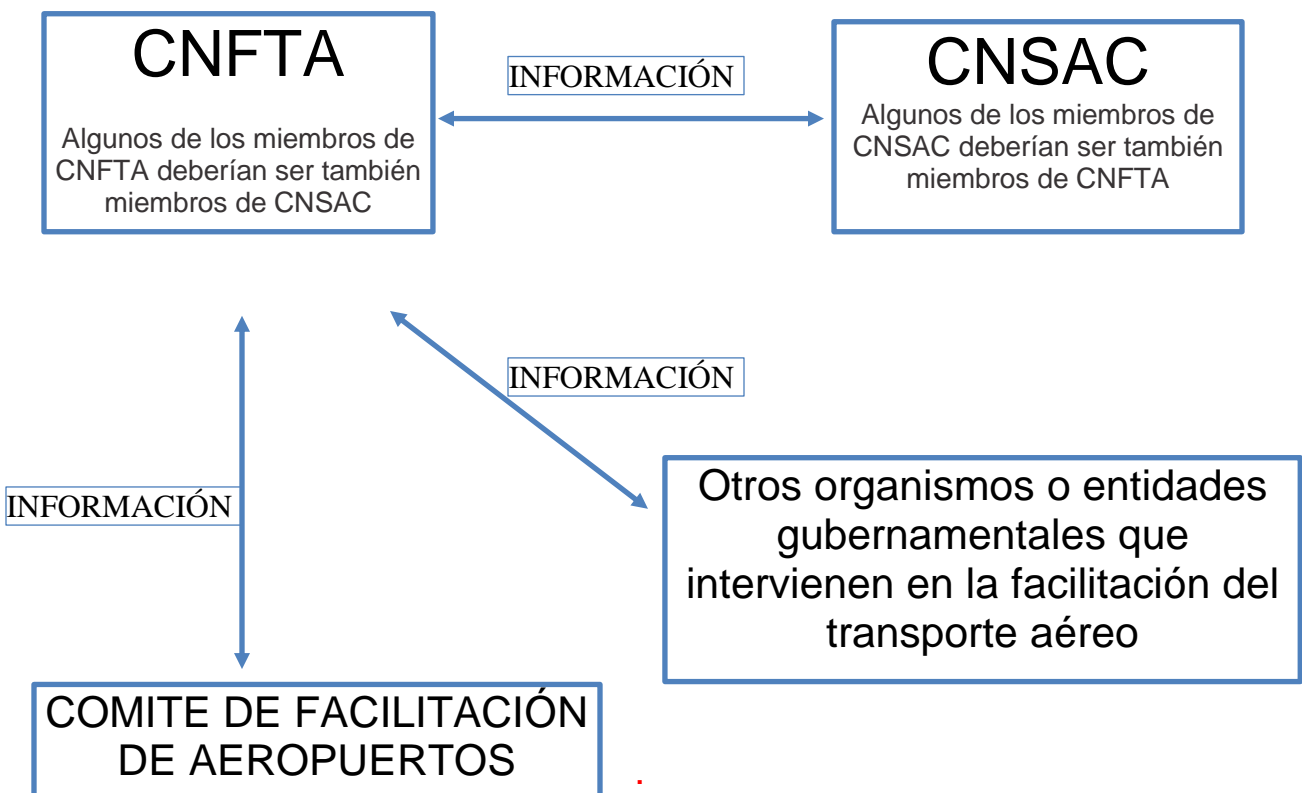 CNFTA
Algunos de los miembros de
CNFTA deberían ser también
miembros de CNSAC
INFORMACIÓN
CNSAC
Algunos de los miembros de
CNSAC deberían ser también
miembros de CNFTA
INFORMACIÓN
INFORMACIÓN
Otros organismos o entidades
gubernamentales que
intervienen en la facilitación del
transporte aéreo
COMITE DE FACILITACIÓN
DE AEROPUERTOS
.